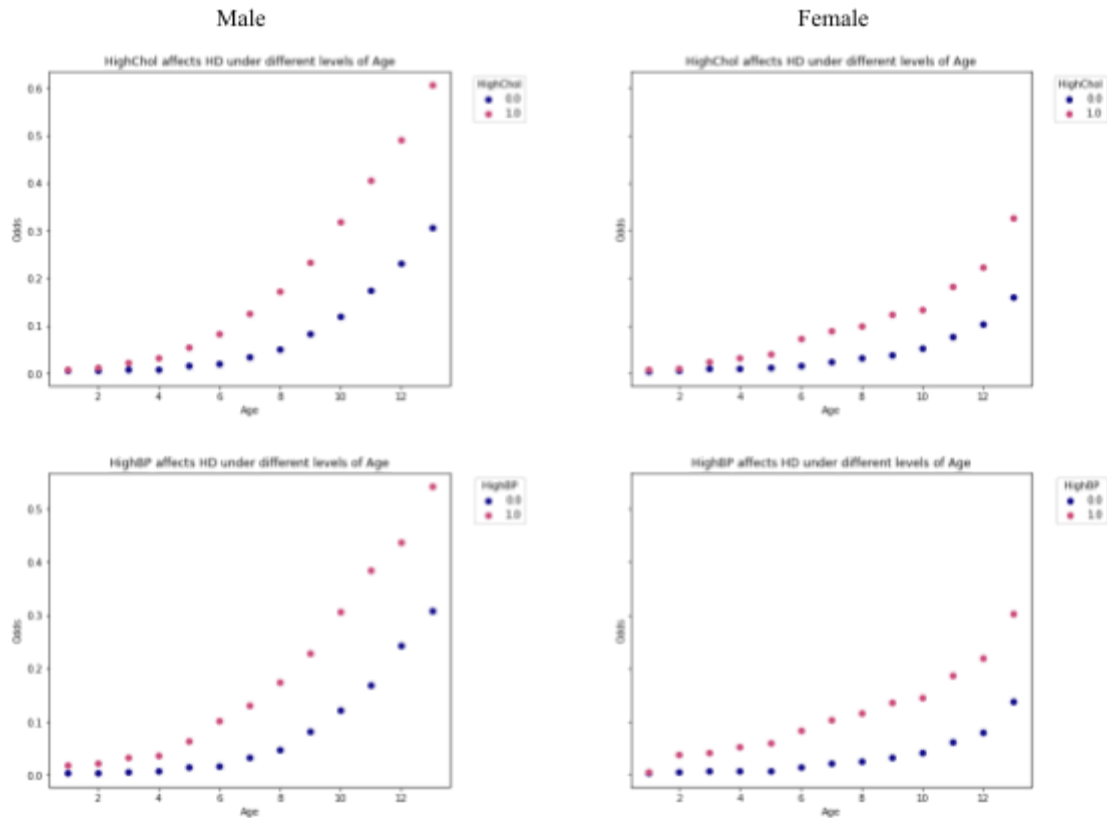 Male
Female
HighChol affects HD under different levels of Age
HighChol
0.0
1.0
0.6
0.5
0.4
0.3
0.2
0.1
0.0
Odds
2 4 6 8 10 12
Age
HighChol affects HD under different levels of Age
HighChol
0.0
1.0
Odds
2 4 6 8 10 12
Age
HighBP affects HD under different levels of Age
HighBP
0.0
1.0
0.5
0.4
0.3
0.2
0.1
0.0
Odds
2 4 6 8 10 12
Age
HighBP affects HD under different levels of Age
HighBP
0.0
1.0
Odds
2 4 6 8 10 12
Age